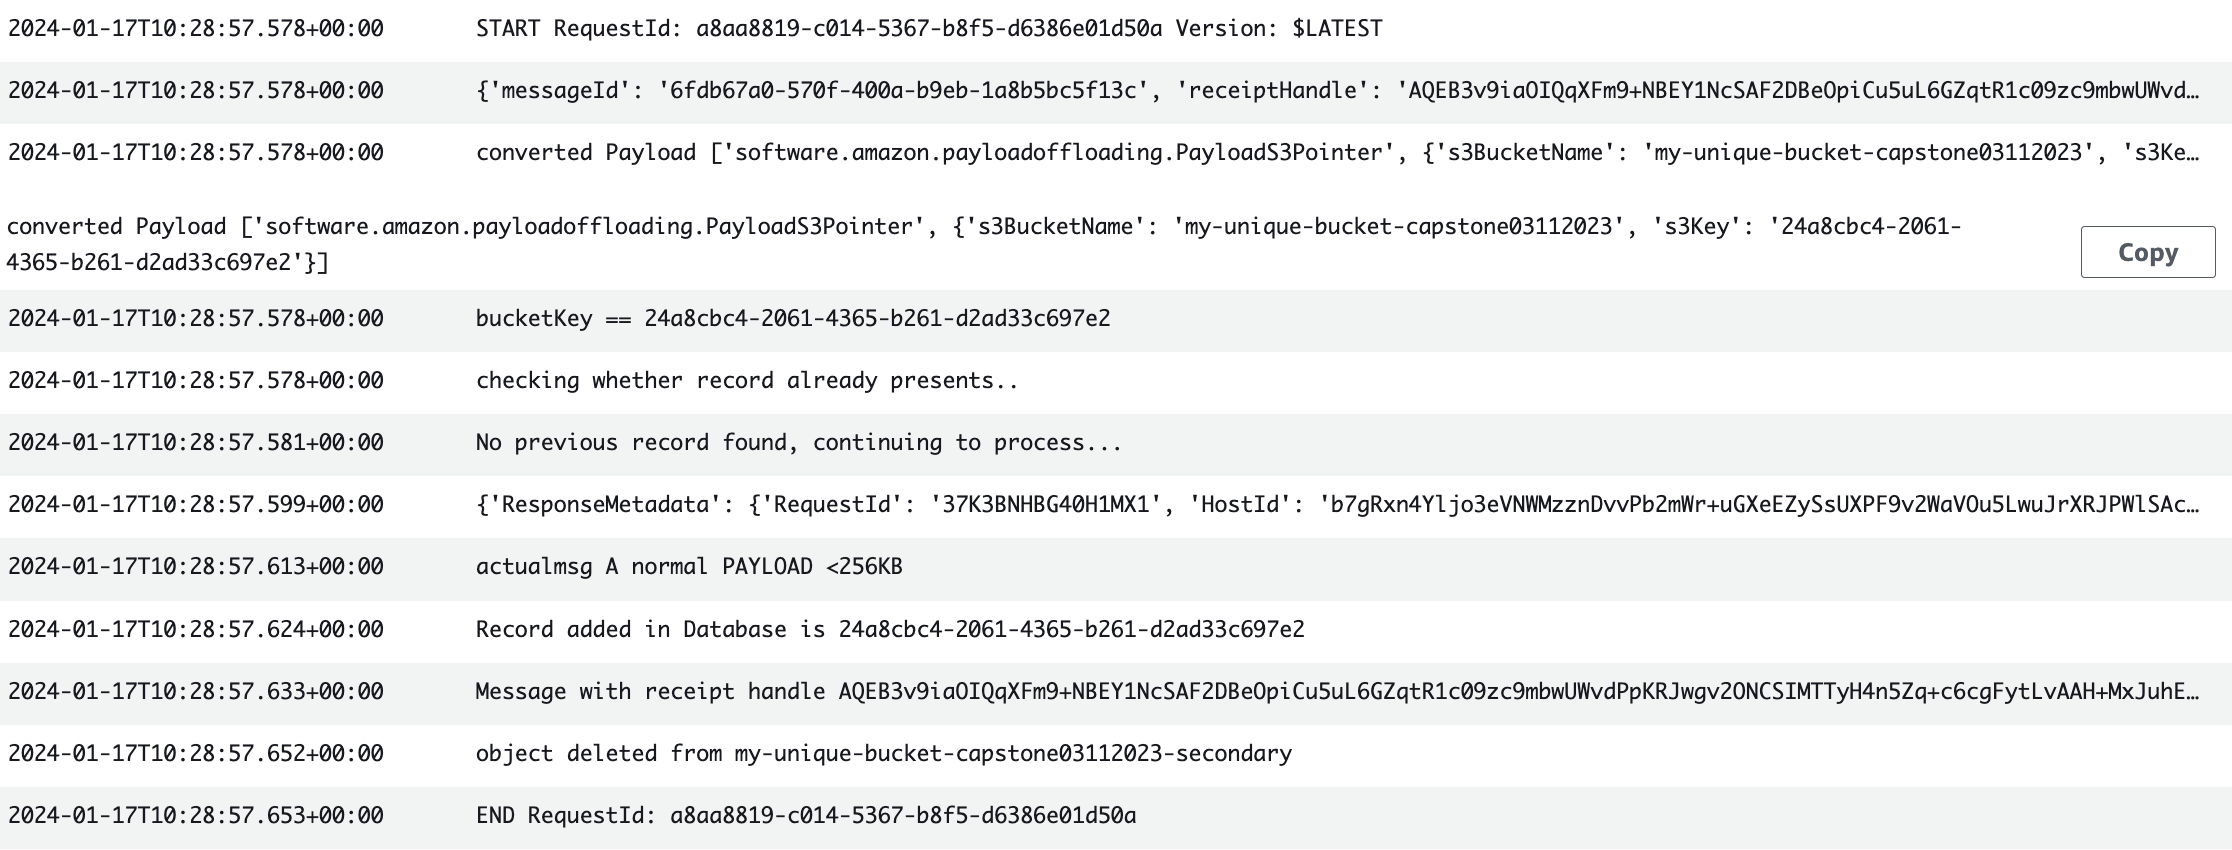 2024-01-17T10:28:57.578+00:00 START RequestId: a8aa8819-c014-5367-b8f5-d6386e01d50a Version: $LATEST
2024-01-17T10:28:57.578+00:00 {'messageId': '6fdb67a0-570f-400a-b9eb-1a8b5bc5f13c', 'receiptHandle': 'AQEB3v9iaOIQqXFm9+NBEY1NcSAF2DBeOpiCu5uL6GZqtR1c09zc9mbwUWvd…
2024-01-17T10:28:57.578+00:00 converted Payload ['software.amazon.payloadoffloading.PayloadS3Pointer', {'s3BucketName': 'my-unique-bucket-capstone03112023', 's3Ke…
converted Payload ['software.amazon.payloadoffloading.PayloadS3Pointer', {'s3BucketName': 'my-unique-bucket-capstone03112023', 's3Key': '24a8cbc4-2061-
4365-b261-d2ad33c697e2'}]
Copy
2024-01-17T10:28:57.578+00:00 bucketKey == 24a8cbc4-2061-4365-b261-d2ad33c697e2
2024-01-17T10:28:57.578+00:00 checking whether record already presents..
2024-01-17T10:28:57.581+00:00 No previous record found, continuing to process...
2024-01-17T10:28:57.599+00:00 {'ResponseMetadata': {'RequestId': '37K3BNHBG40H1MX1', 'HostId': 'b7gRxn4Yljo3eVNWMzznDvvPb2mWr+uGXeEZySsUXPF9v2WaVOu5LwuJrXRJPWlSAc…
2024-01-17T10:28:57.613+00:00 actualmsg A normal PAYLOAD <256KB
2024-01-17T10:28:57.624+00:00 Record added in Database is 24a8cbc4-2061-4365-b261-d2ad33c697e2
2024-01-17T10:28:57.633+00:00 Message with receipt handle AQEB3v9iaOIQqXFm9+NBEY1NcSAF2DBeOpiCu5uL6GZqtR1c09zc9mbwUWvdPpKRJwgv2ONCSIMTTyH4n5Zq+c6cgFytLvAAH+MxJuhE…
2024-01-17T10:28:57.652+00:00 object deleted from my-unique-bucket-capstone03112023-secondary
2024-01-17T10:28:57.653+00:00 END RequestId: a8aa8819-c014-5367-b8f5-d6386e01d50a